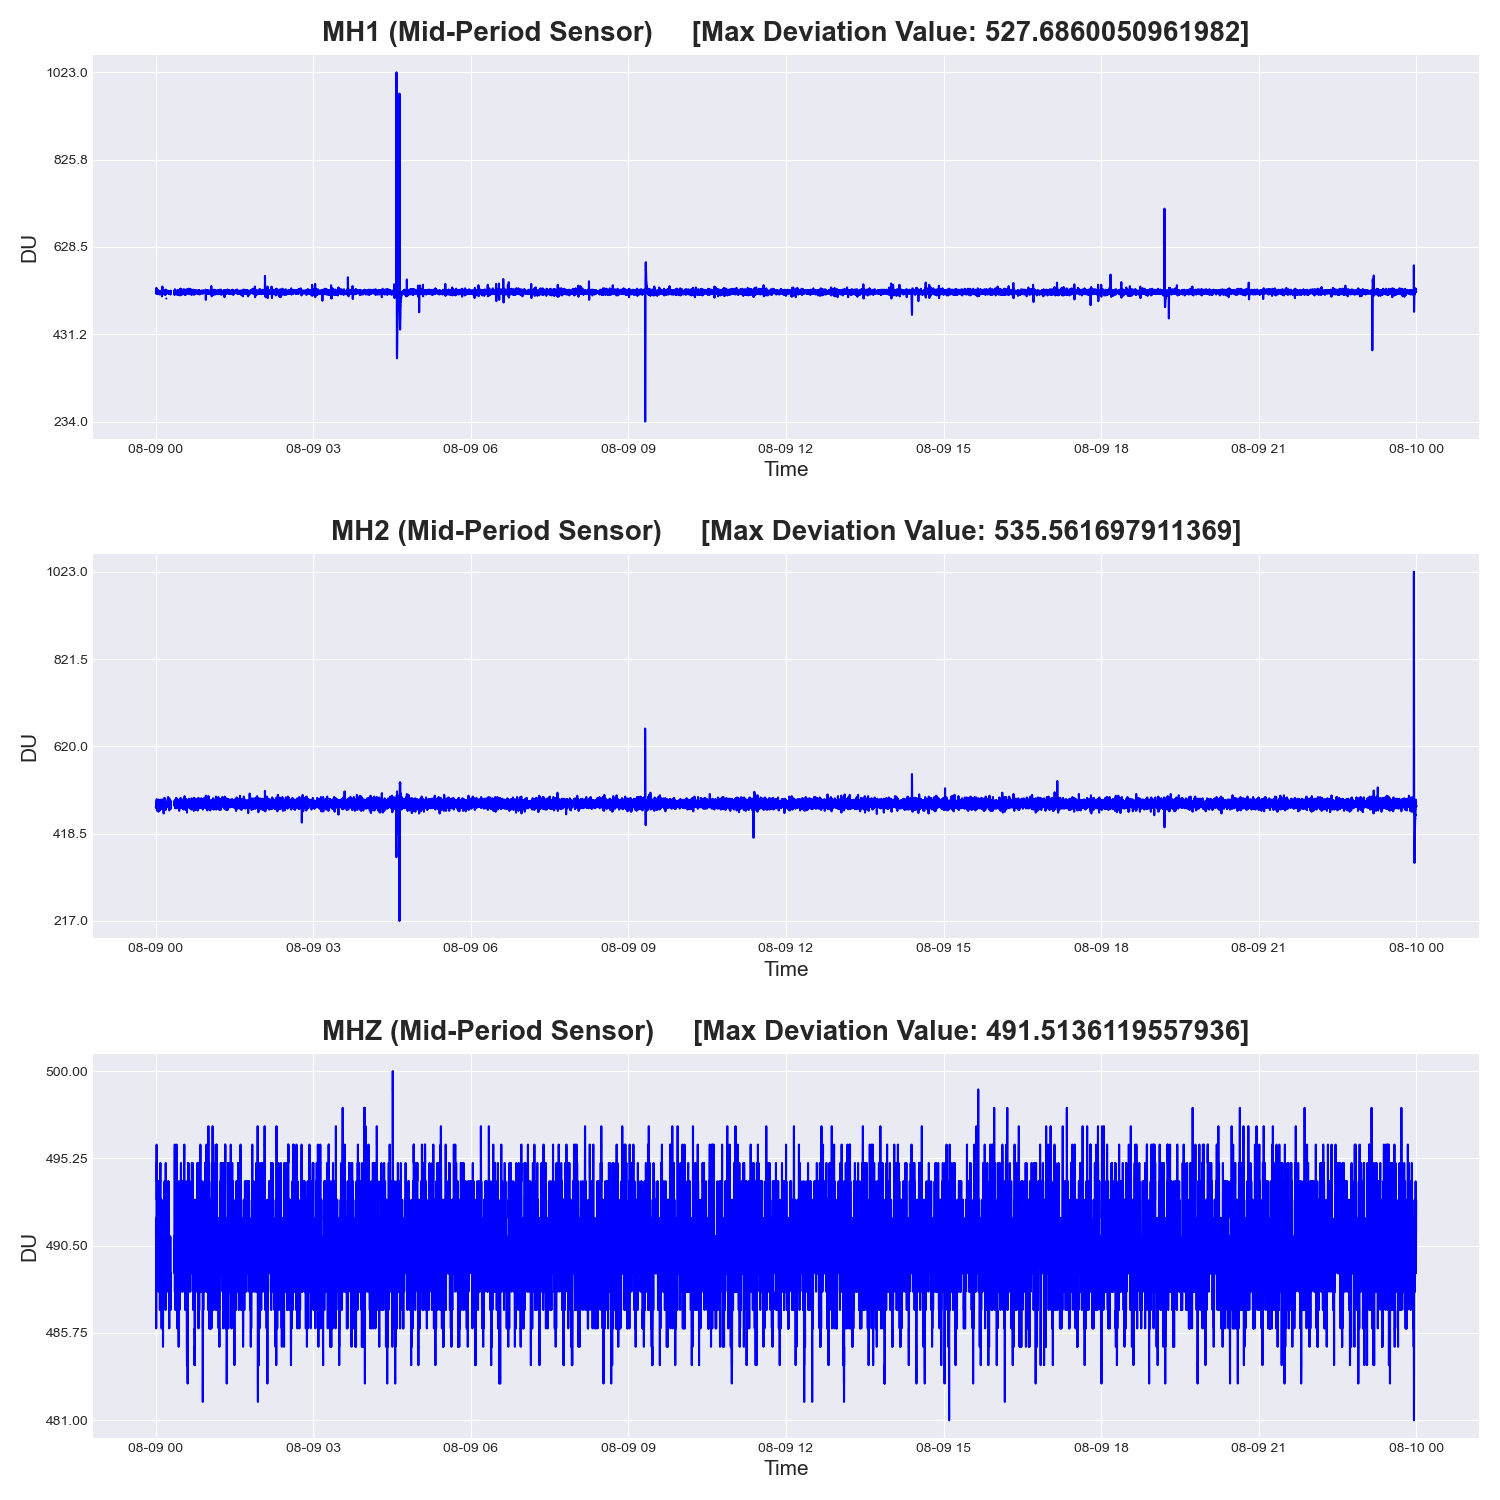 MH1 (Mid-Period Sensor) [Max Deviation Value: 527.6860050961982]
1023.0
825.8
628.5
431.2
234.0
DU
08-09 00 08-09 03 08-09 06 08-09 09 08-09 12 08-09 15 08-09 18 08-09 21 08-10 00
Time
MH2 (Mid-Period Sensor) [Max Deviation Value: 535.561697911369]
1023.0
821.5
620.0
418.5
217.0
DU
08-09 00 08-09 03 08-09 06 08-09 09 08-09 12 08-09 15 08-09 18 08-09 21 08-10 00
Time
MHZ (Mid-Period Sensor) [Max Deviation Value: 491.5136119557936]
500.00
495.25
490.50
485.75
481.00
DU
08-09 00 08-09 03 08-09 06 08-09 09 08-09 12 08-09 15 08-09 18 08-09 21 08-10 00
Time